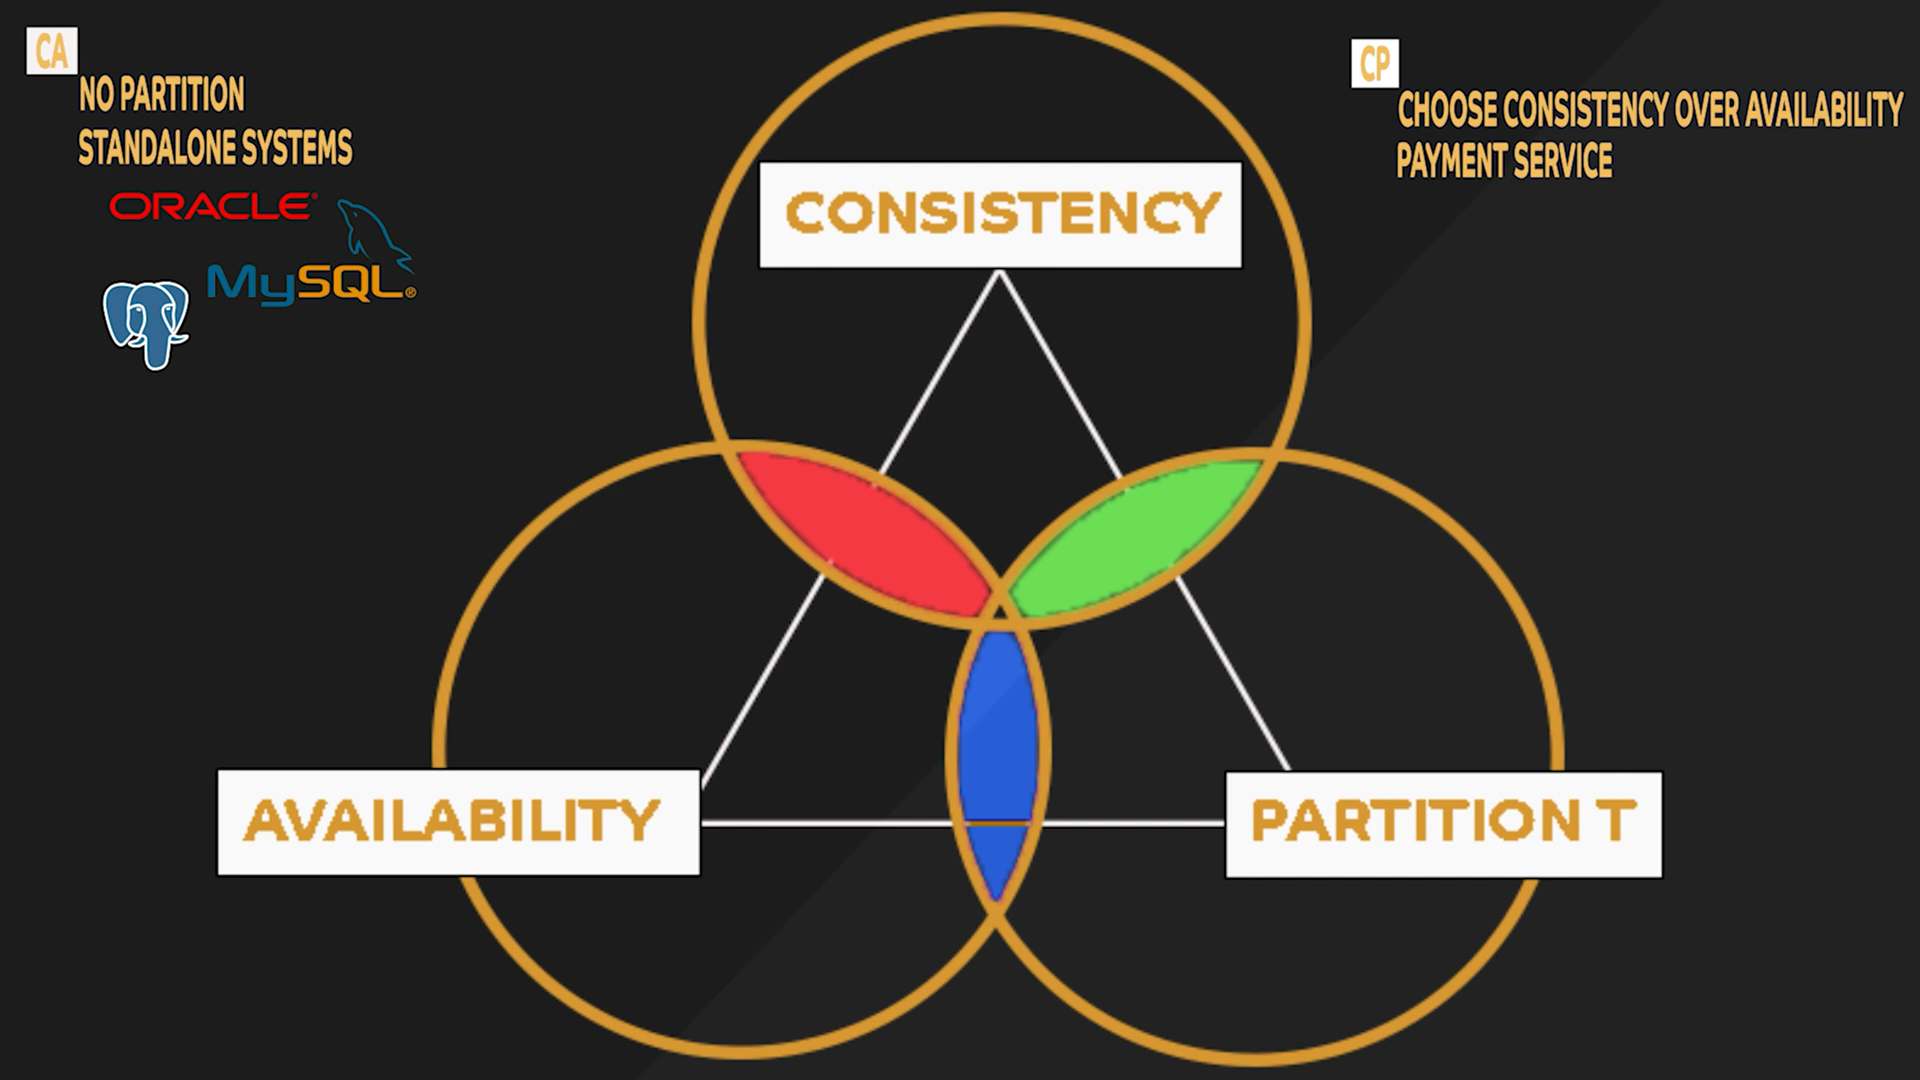 CA
NO PARTITION
STANDALONE SYSTEMS
ORACLE
MySQL®
CP
CHOOSE CONSISTENCY OVER AVAILABILITY
PAYMENT SERVICE
CONSISTENCY
AVAILABILITY
PARTITION T